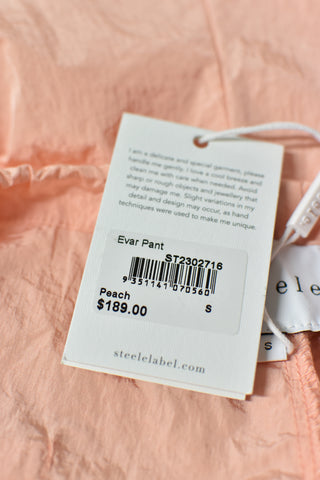 I am a delicate and special garment, please
handle me gently. I love a cool breeze and
clean me with care when needed. Avoid
sharp or rough objects and jewellery that
may damage me. Slight variations in my
detail and design may occur, as hand
techniques were used to make me unique.
Evar Pant
ST2302716
9 351141 070560
Peach
$189.00
S
steelelabel.com
ele
S